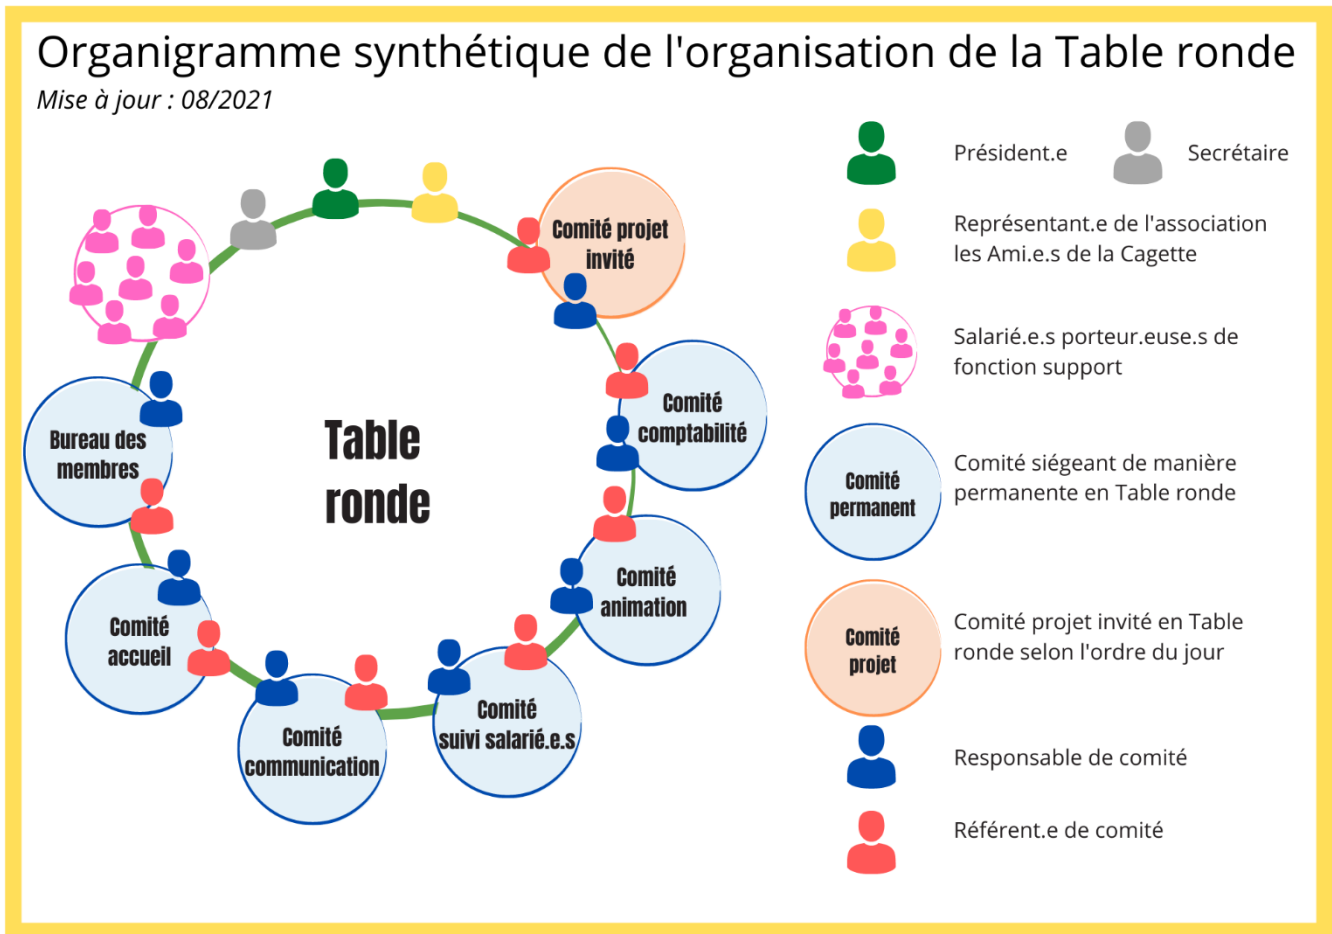 Organigramme synthétique de l'organisation de la Table ronde
Mise à jour : 08/2021
Président.e
Secrétaire
Représentant.e de l'association
les Ami.e.s de la Cagette
Salarié.e.s porteur.euse.s de
fonction support
Comité
permanent
Comité siégeant de manière
permanente en Table ronde
Comité
projet
Comité projet invité en Table
ronde selon l'ordre du jour
Responsable de comité
Référent.e de comité
Table
ronde
Comité projet
invité
Comité
comptabilité
Comité
animation
Comité
suivi salarié.e.s
Comité
communication
Comité
accueil
Bureau des
membres